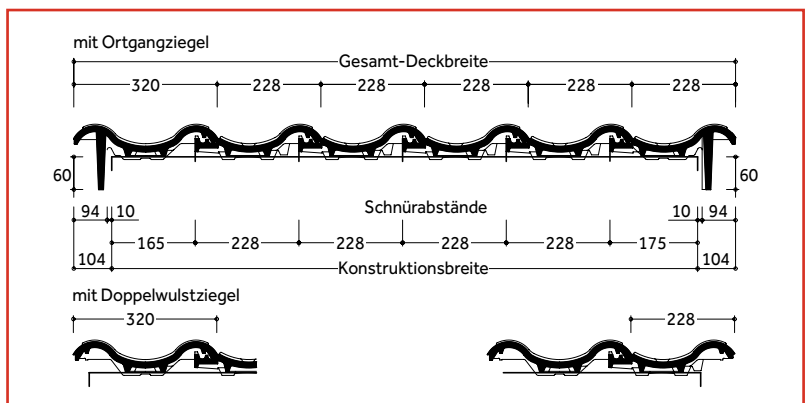 mit Ortgangziegel
Gesamt-Deckbreite
320 228 228 228 228 228
60 60
94 10 Schnürabstände 10 94
165 228 228 228 228 175
104 Konstruktionsbreite 104
mit Doppelwulstziegel
320 228